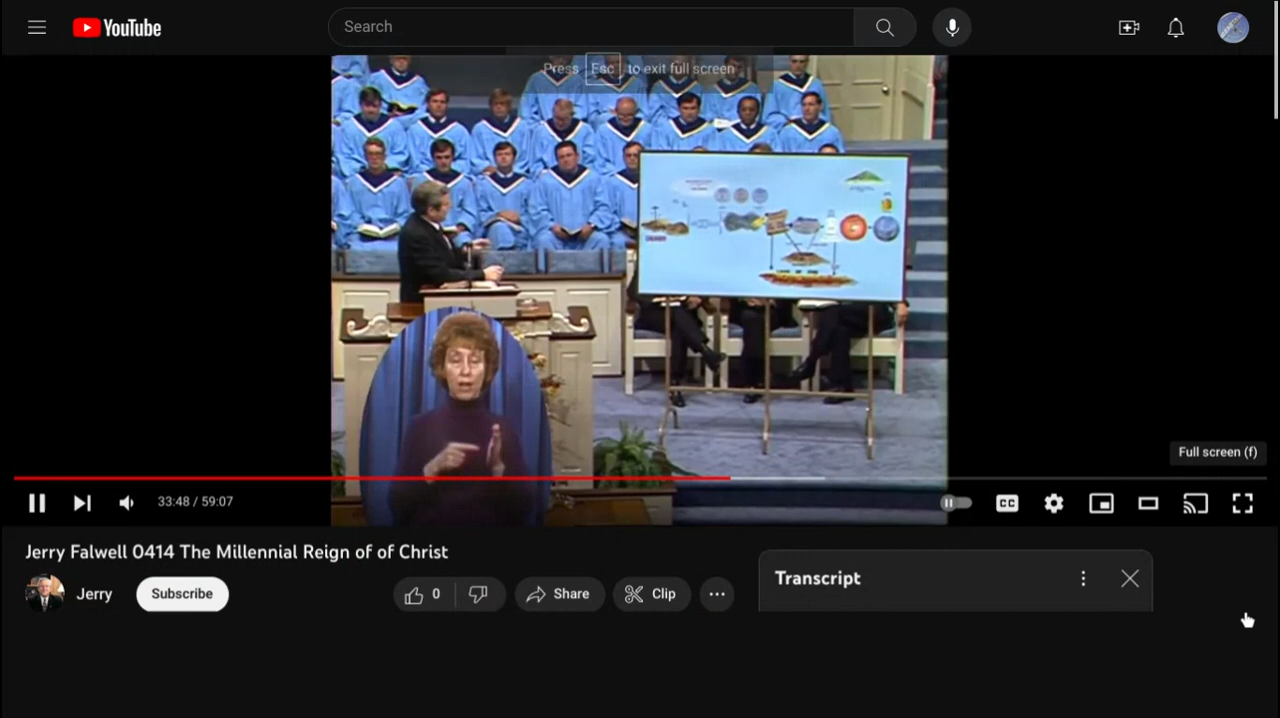 YouTube
Search
Press Esc to exit full screen
Full screen (f)
33:48 / 59:07
CC
Jerry Falwell 0414 The Millennial Reign of of Christ
Jerry
Subscribe
0
Share
Clip
Transcript